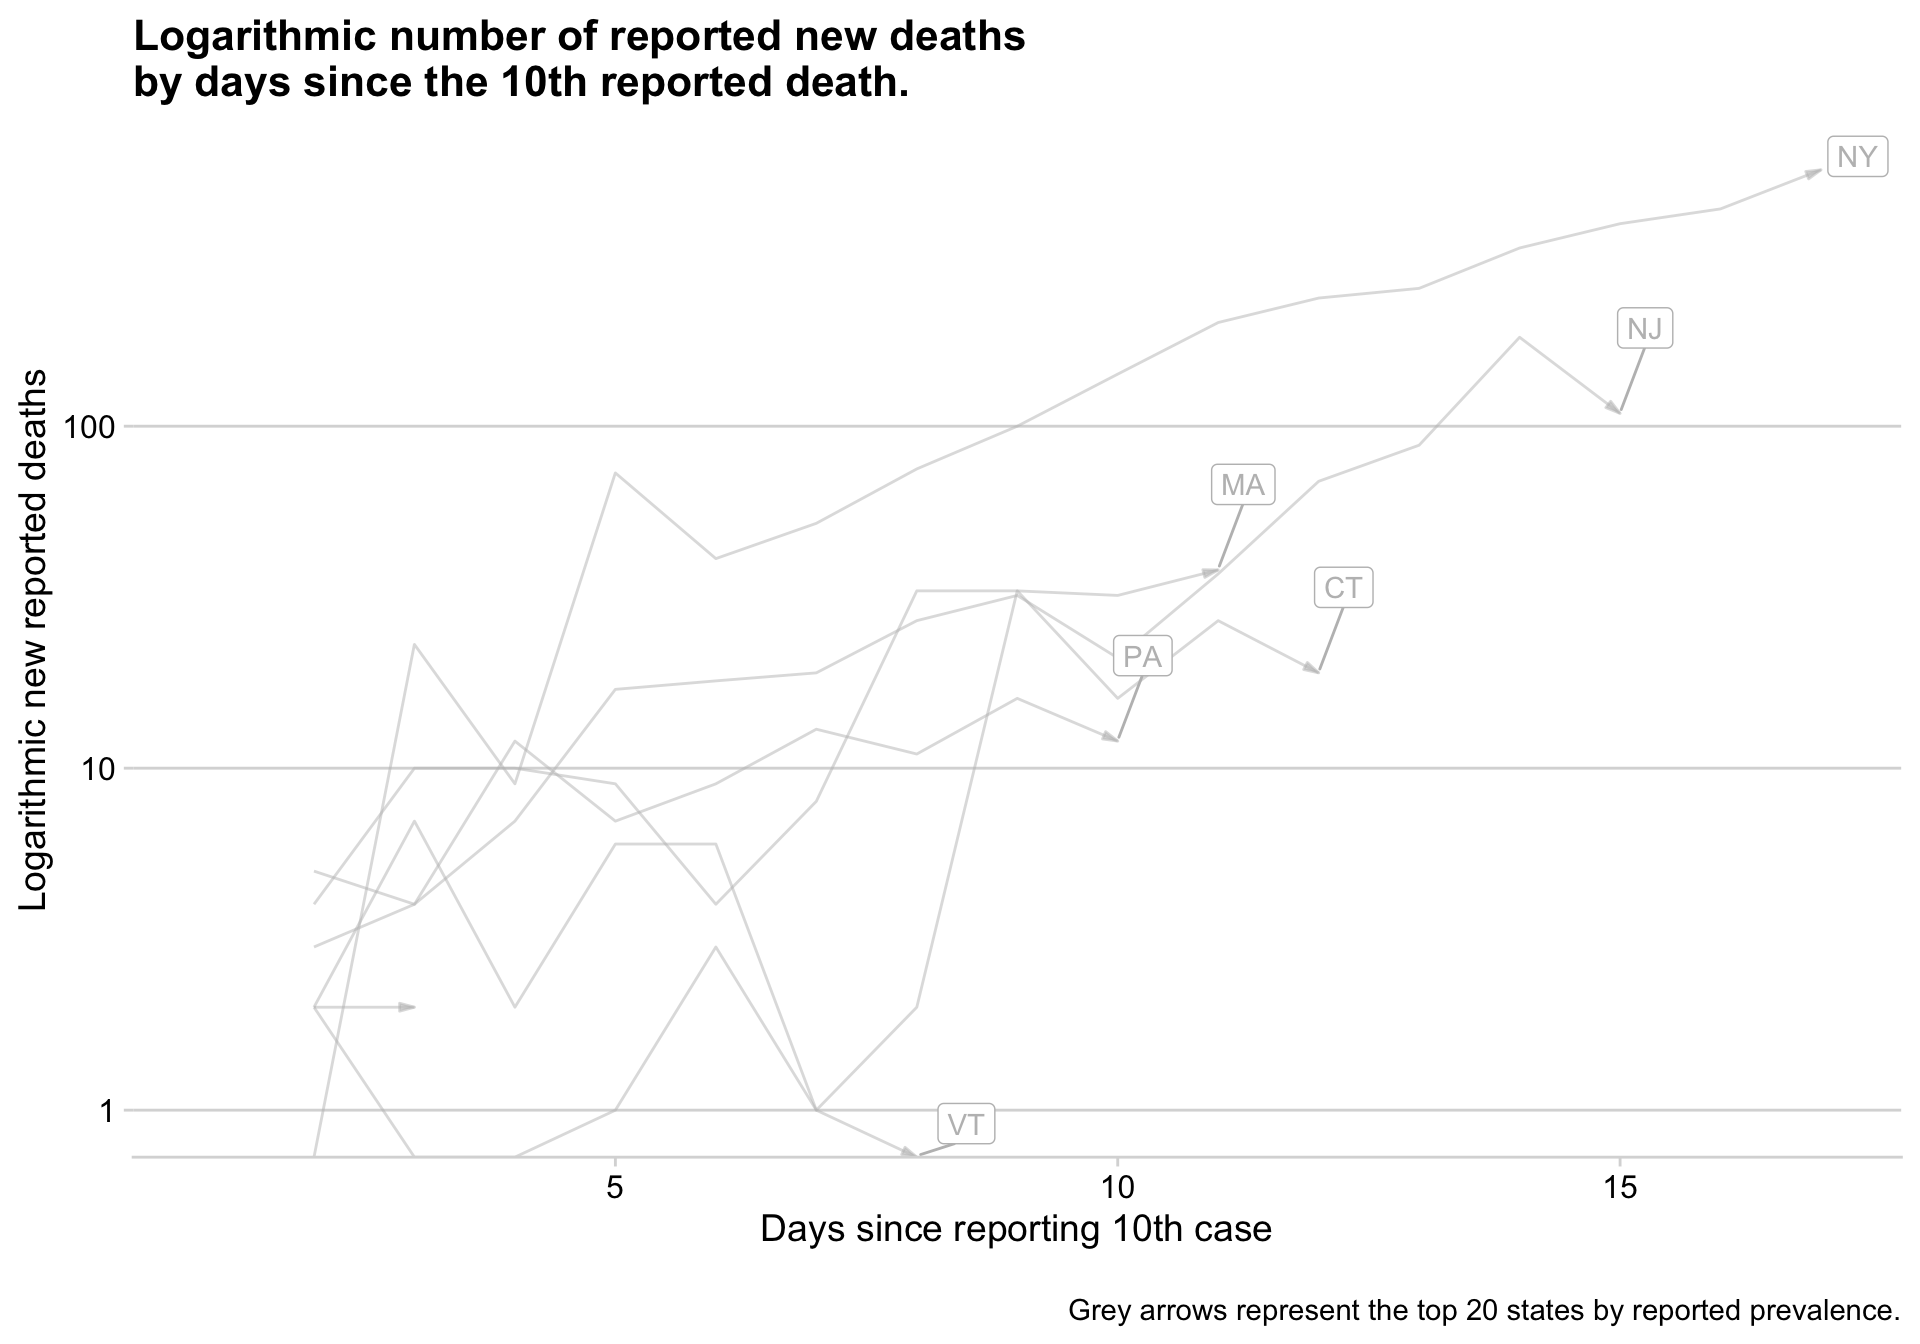 Logarithmic number of reported new deaths
by days since the 10th reported death.
NY
NJ
MA
CT
PA
VT
Logarithmic new reported deaths
100
10
1
5
10
15
Days since reporting 10th case
Grey arrows represent the top 20 states by reported prevalence.